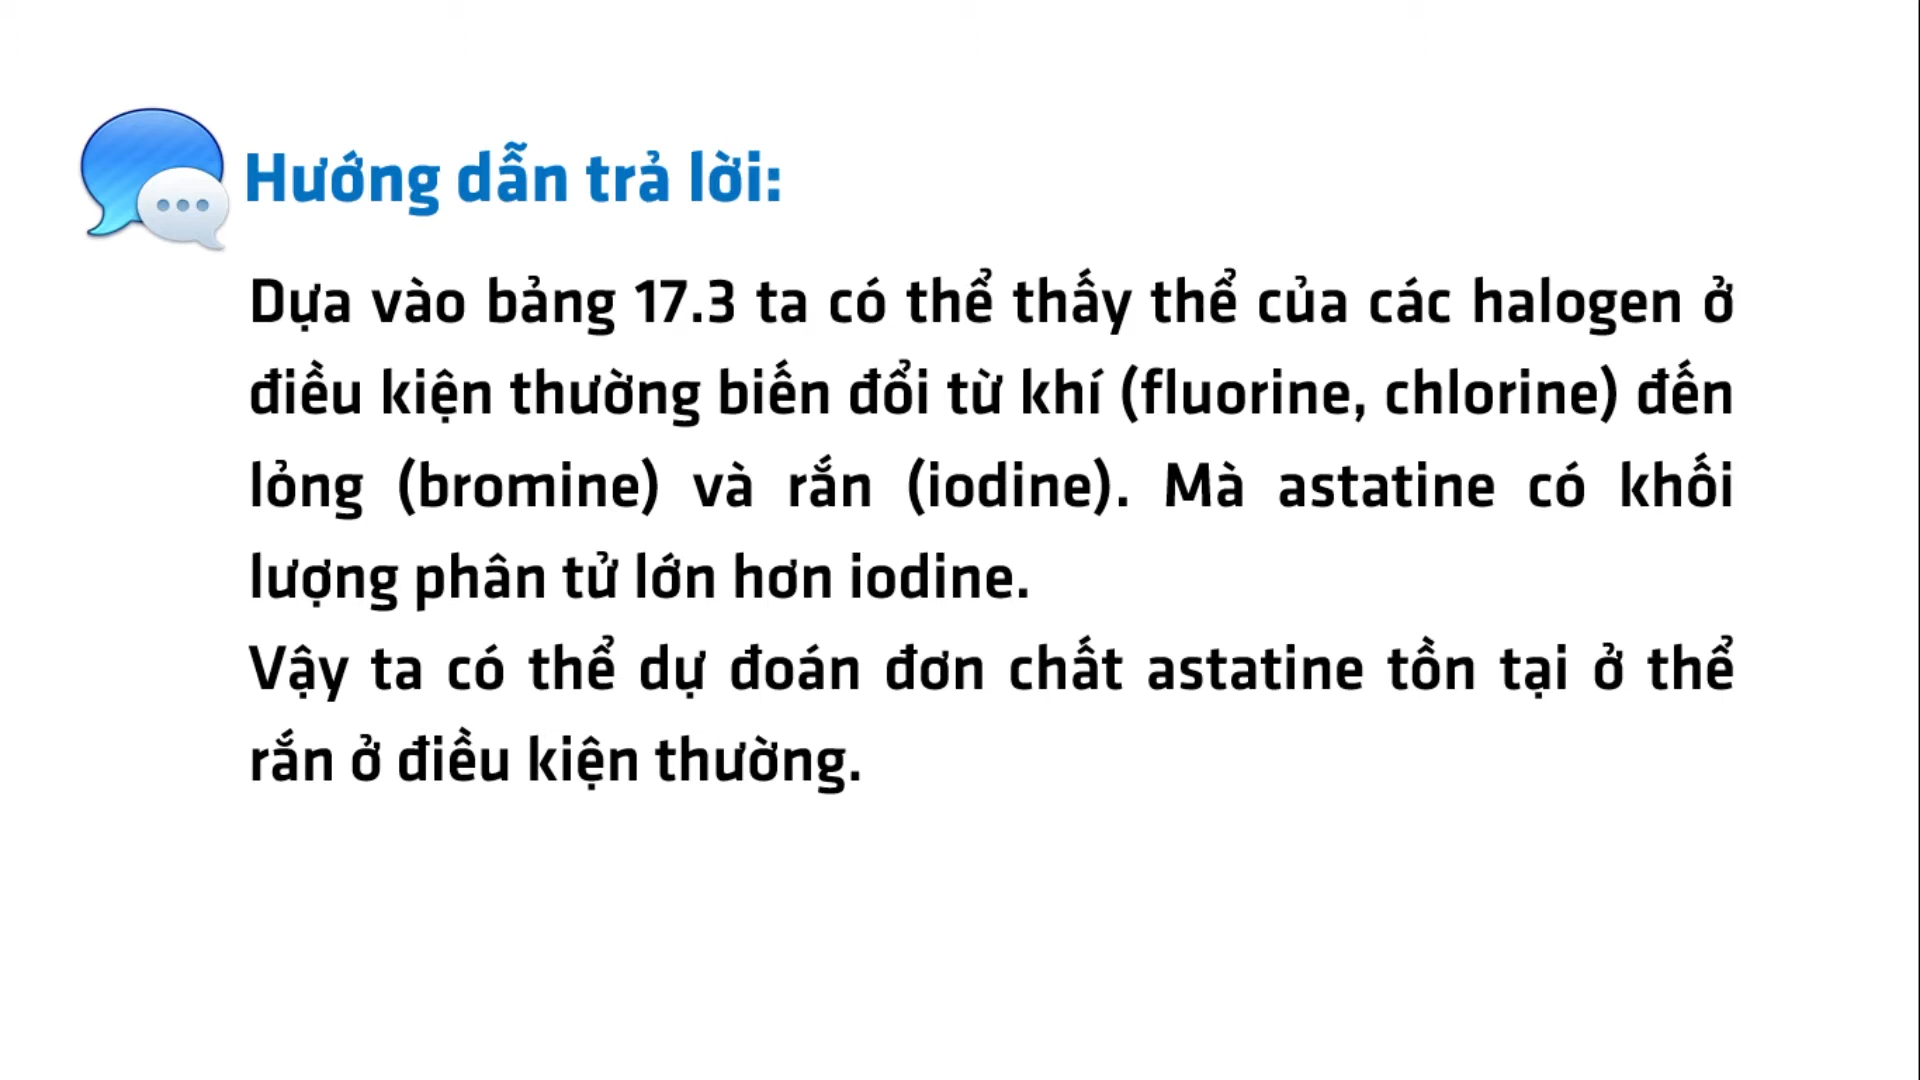 Hướng dẫn trả lời:
Dựa vào bảng 17.3 ta có thể thấy thể của các halogen ở
điều kiện thường biến đổi từ khí (fluorine, chlorine) đến
lỏng (bromine) và rắn (iodine). Mà astatine có khối
lượng phân tử lớn hơn iodine.
Vậy ta có thể dự đoán đơn chất astatine tồn tại ở thể
rắn ở điều kiện thường.